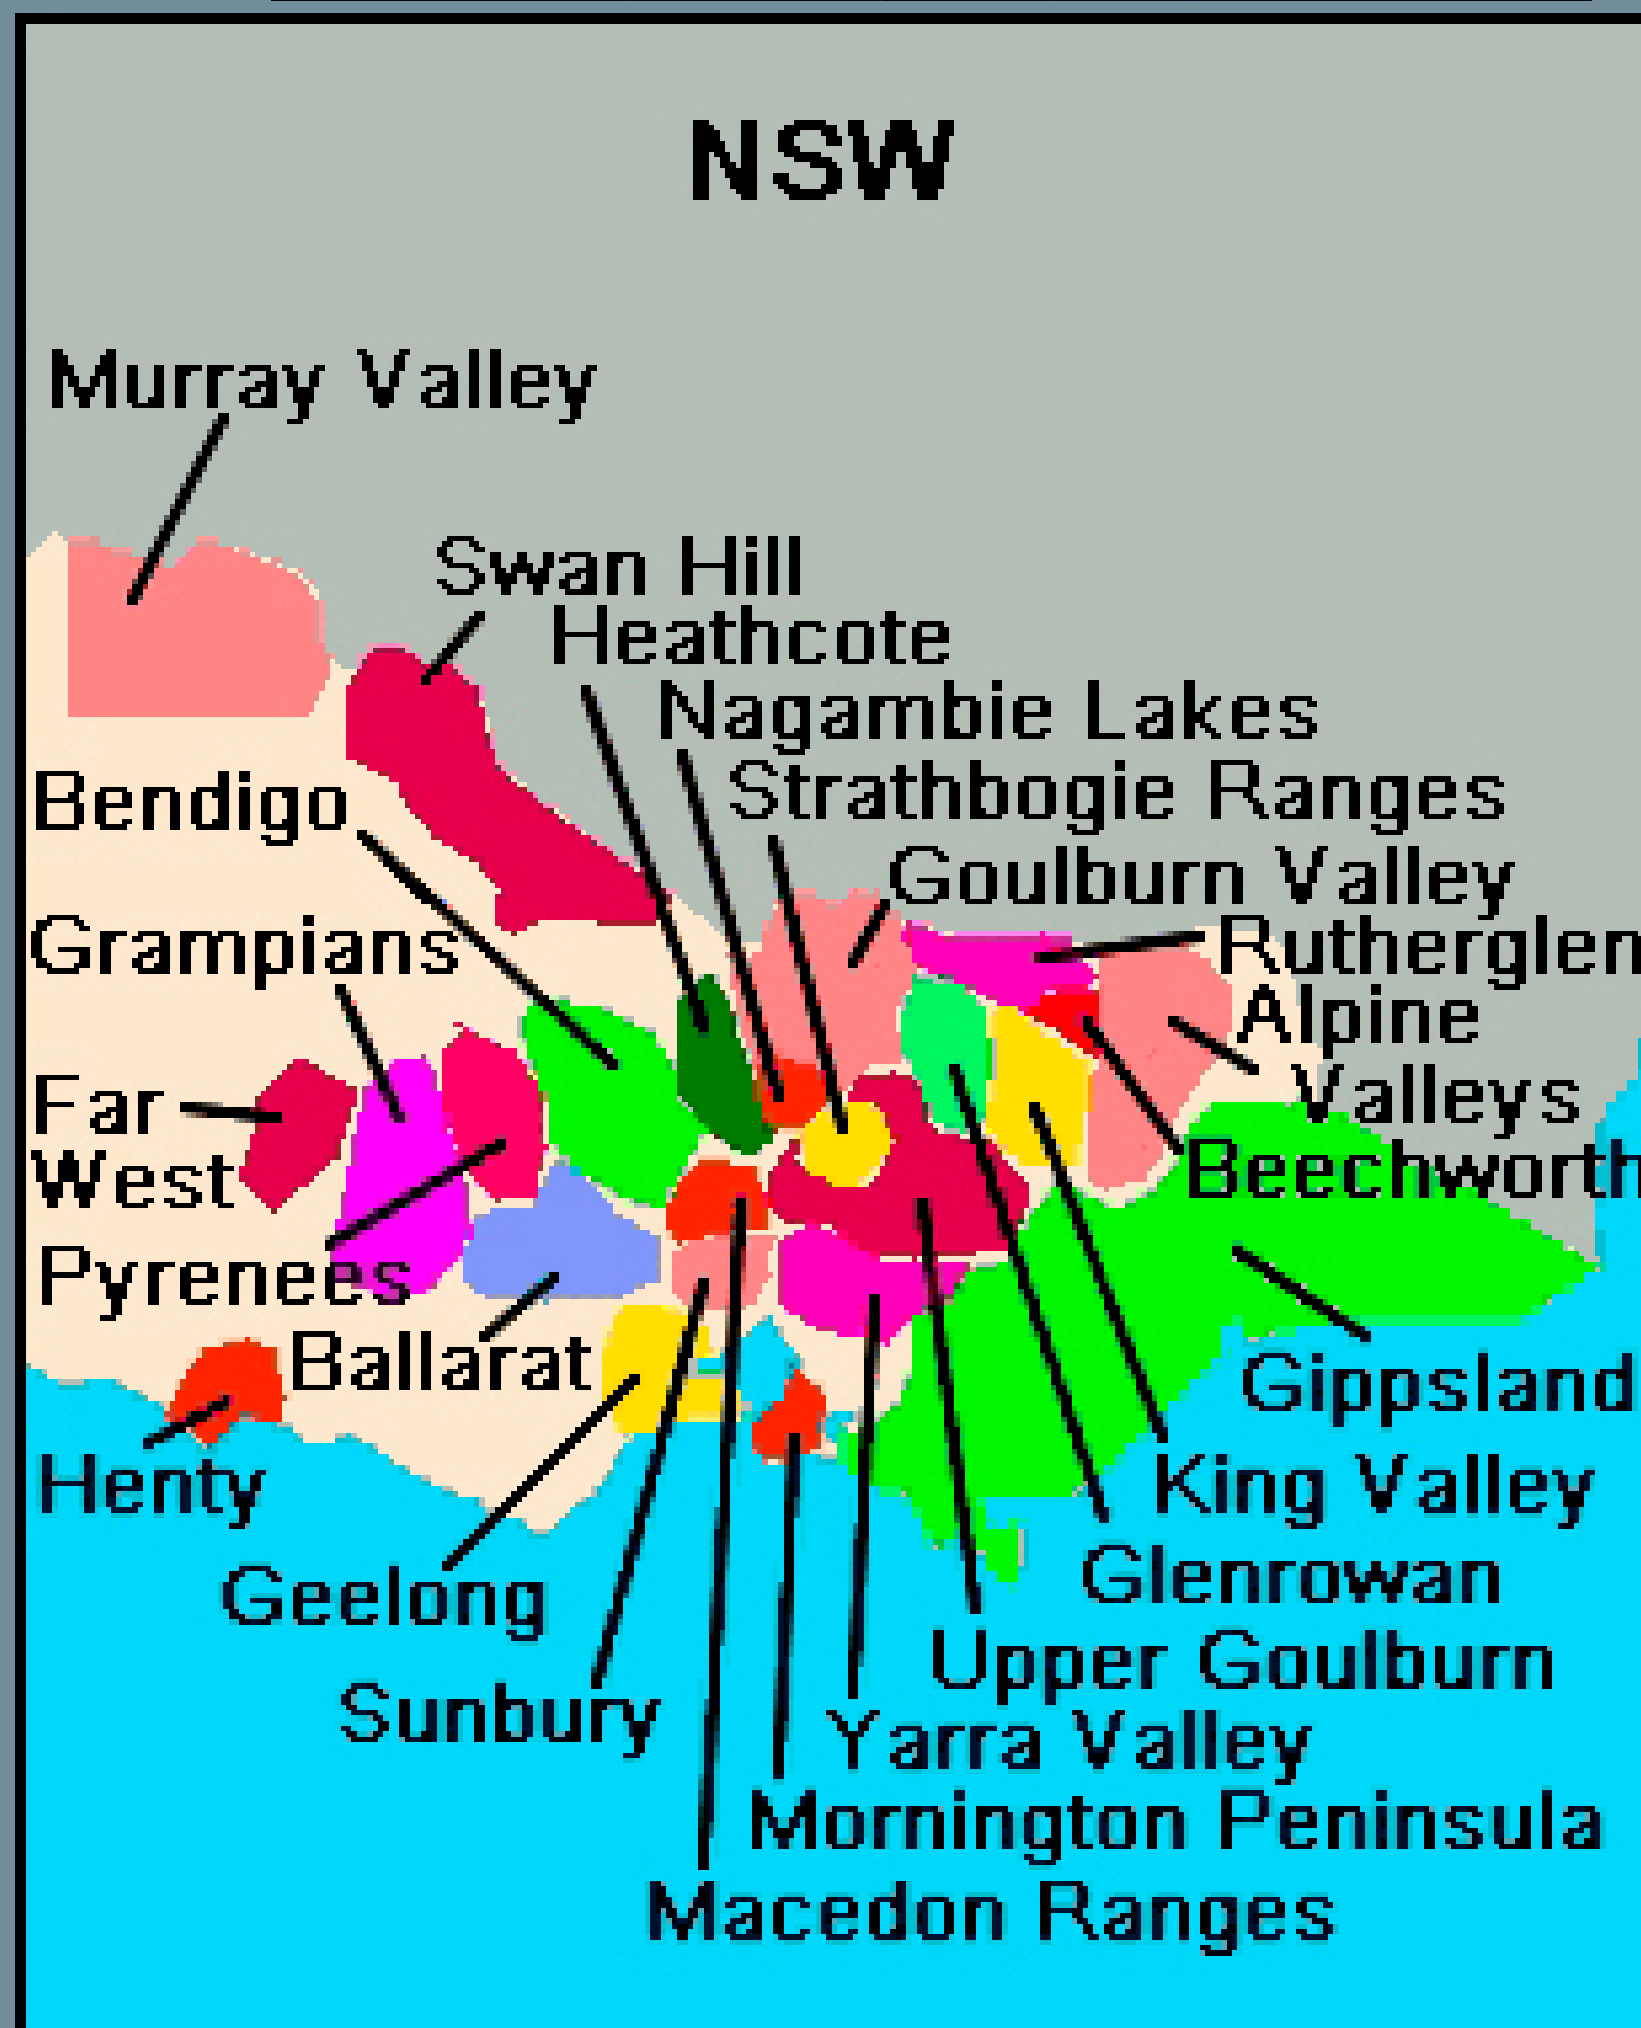 NSW
Murray Valley
Swan Hill
Heathcote
Nagambie Lakes
Strathbogie Ranges
Bendigo
Goulburn Valley
Grampians
Rutherglen
Alpine
Valleys
Far
West
Beechworth
Pyrenees
Ballarat
Gippsland
Henty
King Valley
Geelong
Glenrowan
Upper Goulburn
Sunbury
Yarra Valley
Mornington Peninsula
Macedon Ranges